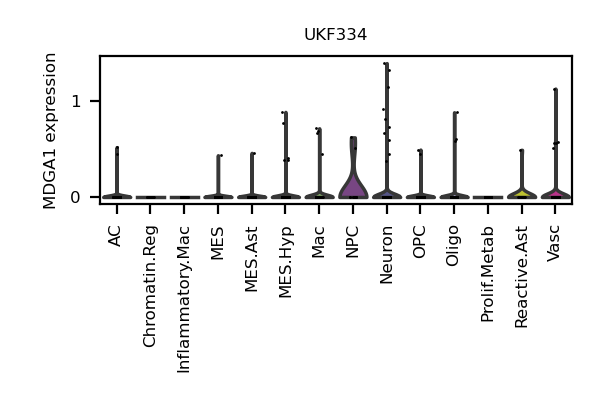 UKF334
MDGA1 expression
1
0
AC
Chromatin.Reg
Inflammatory.Mac
MES
MES.Ast
MES.Hyp
Mac
NPC
Neuron
OPC
Oligo
Prolif.Metab
Reactive.Ast
Vasc